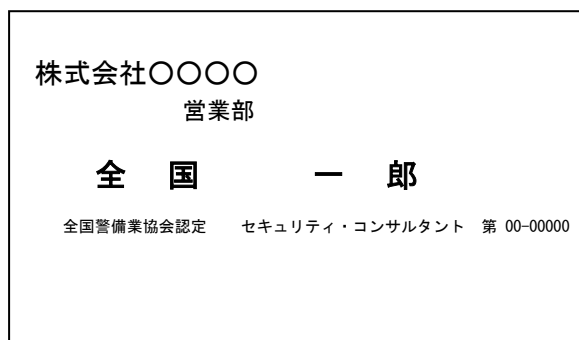 株式会社〇〇〇〇
営業部
全 国 一 郎
全国警備業協会認定 セキュリティ・コンサルタント 第 00-00000